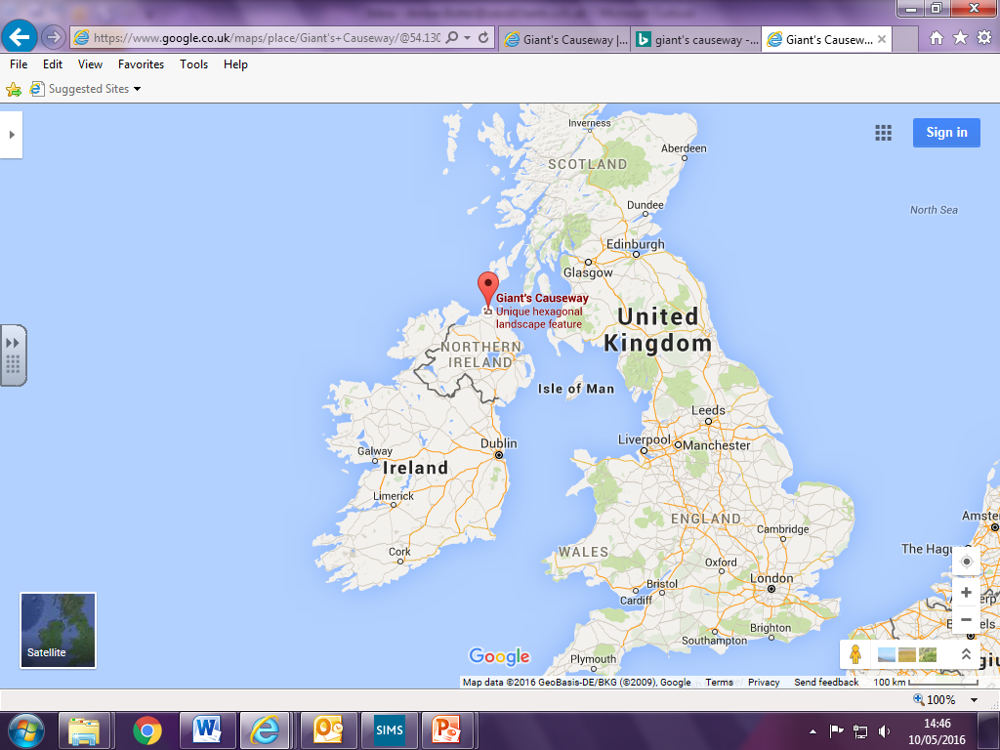 https://www.google.co.uk/maps/place/Giant's+Causeway/@54.130
Giant's Causeway |...
giant's causeway -...
Giant's Causew...
File Edit View Favorites Tools Help
Suggested Sites
Sign in
Inverness
SCOTLAND
Aberdeen
Dundee
North Sea
Edinburgh
Glasgow
Giant's Causeway
Unique hexagonal
landscape feature
United
Kingdom
NORTHERN
IRELAND
Isle of Man
Leeds
Liverpool
Manchester
Dublin
Galway
Ireland
Limerick
ENGLAND
Cambridge
Amster
The Hagu
Cork
WALES
Oxford
London
Bristol
Cardiff
Brighton
Southampton
Plymouth
Satellite
Google
Map data ©2016 GeoBasis-DE/BKG (©2009), Google Terms Privacy Send feedback 100 km
100%
SIMS
14:46
10/05/2016